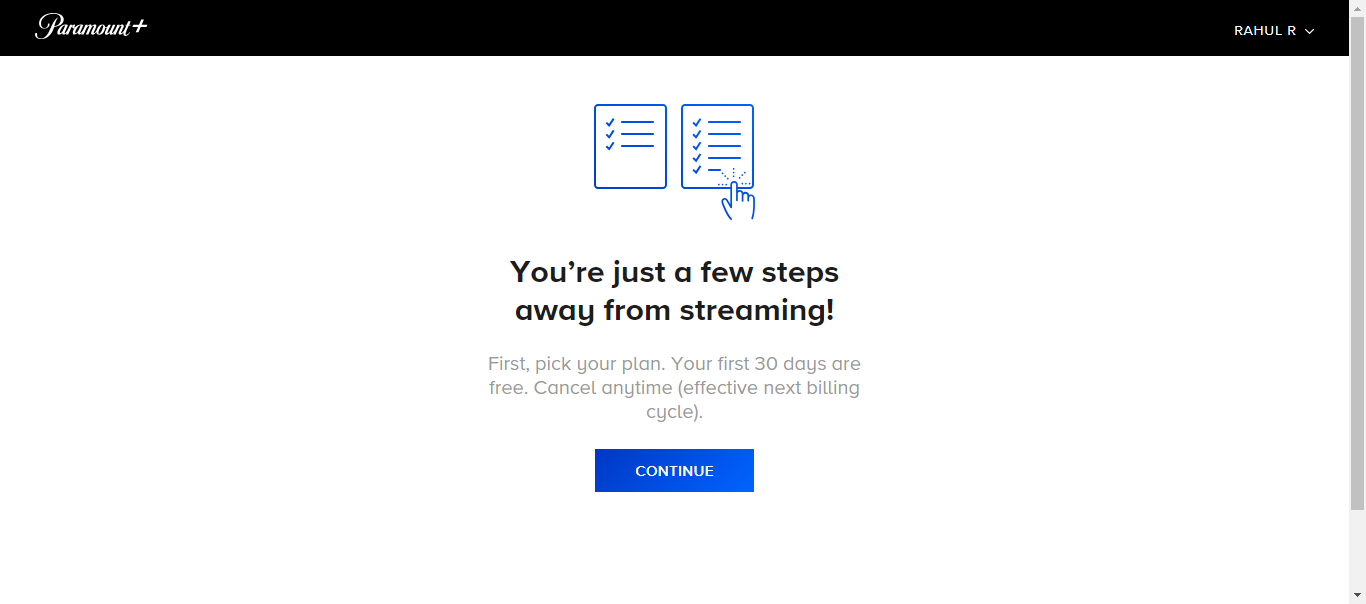 Paramount+
RAHUL R
You’re just a few steps
away from streaming!
First, pick your plan. Your first 30 days are
free. Cancel anytime (effective next billing
cycle).
CONTINUE